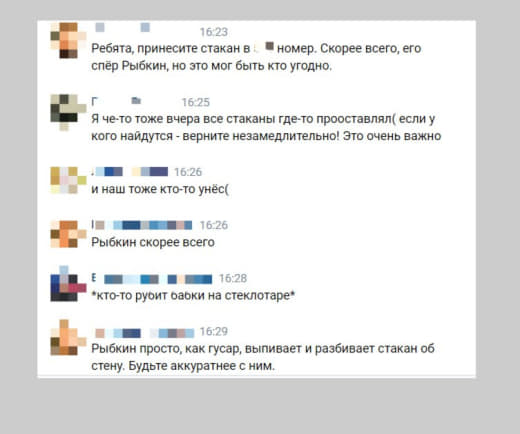 16:23
Ребята, принесите стакан в номер. Скорее всего, его
спёр Рыбкин, но это мог быть кто угодно.
16:25
Я че-то тоже вчера все стаканы где-то прооставлял( если у
кого найдутся - верните незамедлительно! Это очень важно
16:26
и наш тоже кто-то унёс(
16:26
Рыбкин скорее всего
16:28
*кто-то рубит бабки на стеклотаре*
16:29
Рыбкин просто, как гусар, выпивает и разбивает стакан об
стену. Будьте аккуратнее с ним.